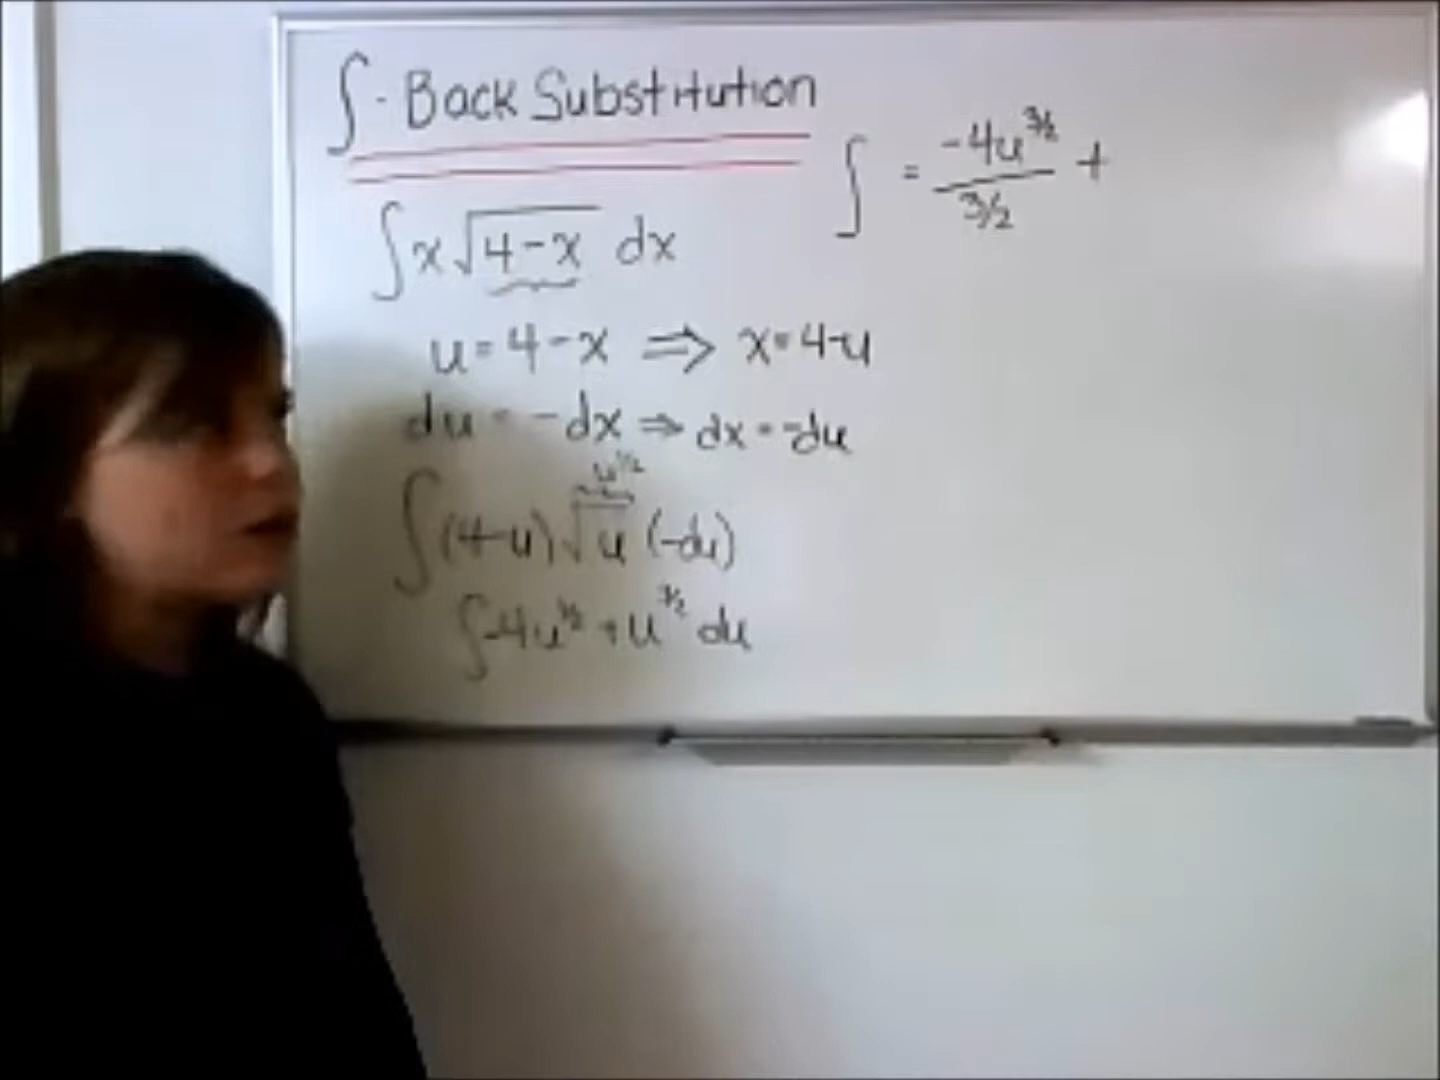 ∫ - Back Substitution
∫ x √(4-x) dx
u = 4 - x ⇒ x = 4-u
du = -dx ⇒ dx = -du
u^1/2
∫ (4-u) √u (-du)
∫ -4u^1/2 + u^3/2 du
∫ = -4u^3/2 / 3/2 +